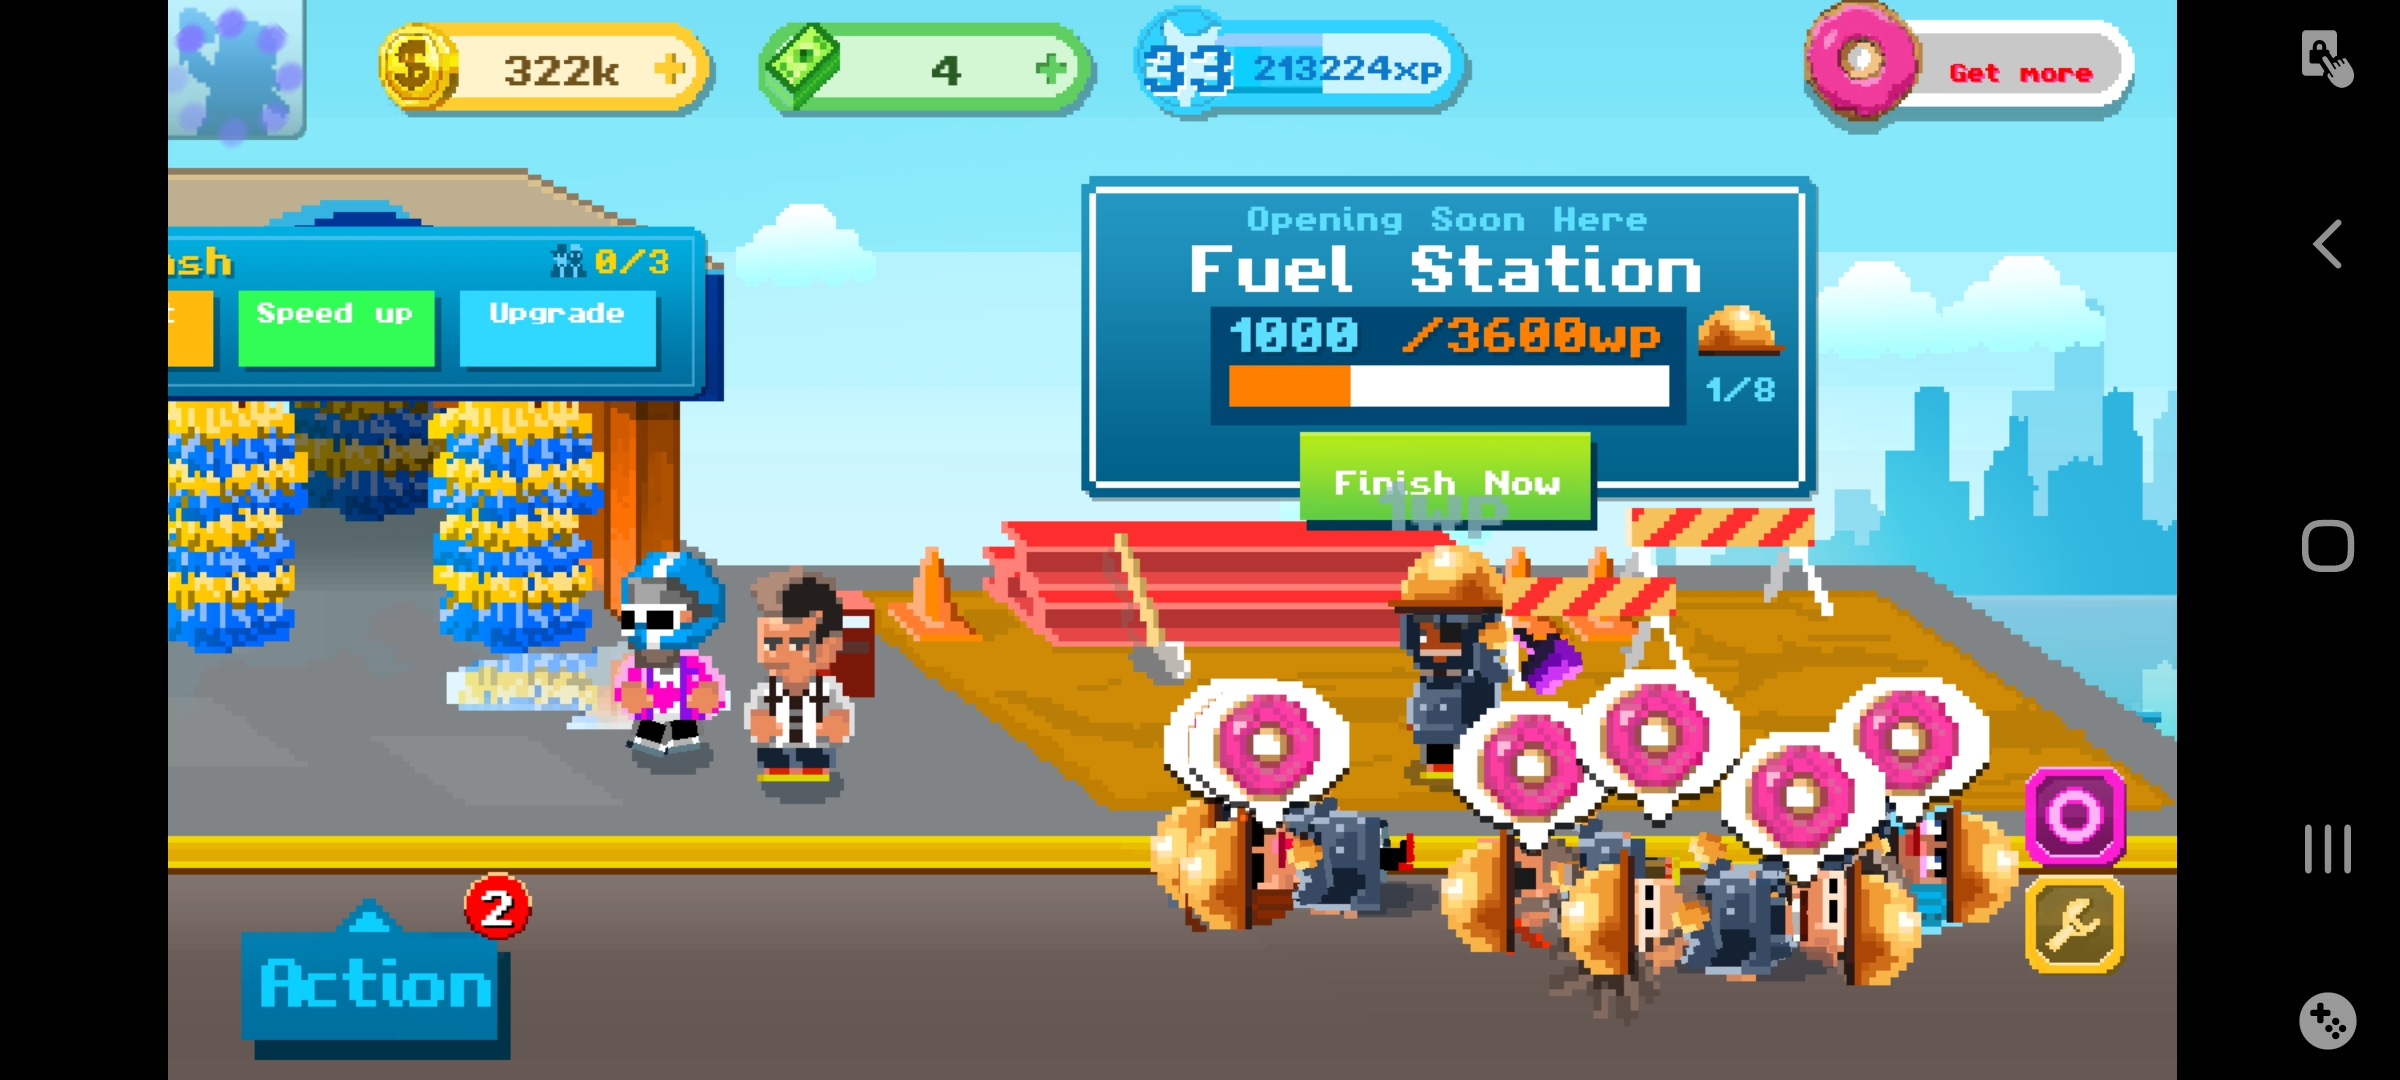 322k
4
33
213224xp
Get more
0/3
Speed up
Upgrade
Opening Soon Here
Fuel Station
1000 /3600wp
1/8
Finish Now
1wp
2
Action